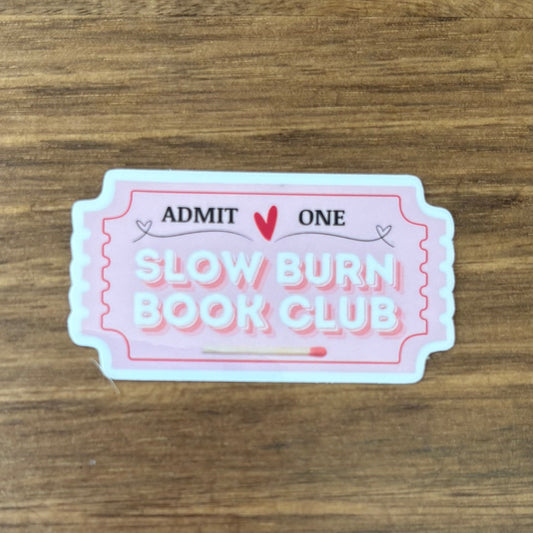 ADMIT ONE
SLOW BURN
BOOK CLUB